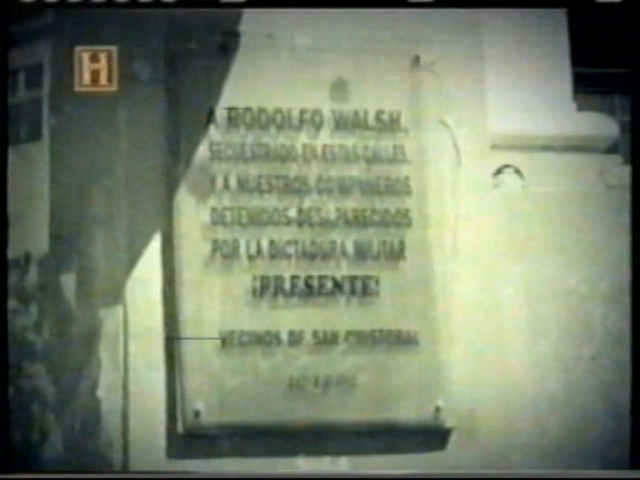 H
A RODOLFO WALSH,
SECUESTRADO EN ESTAS CALLES
Y A NUESTROS COMPAÑEROS
DETENIDOS-DESAPARECIDOS
POR LA DICTADURA MILITAR
¡PRESENTE!
VECINOS DE SAN CRISTOBAL